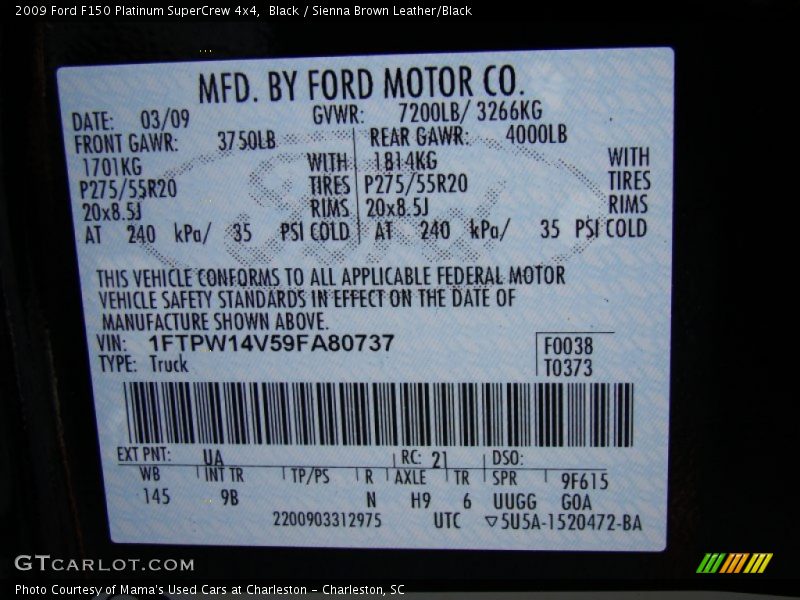 2009 Ford F150 Platinum SuperCrew 4x4,  Black / Sienna Brown Leather/Black
MFD. BY FORD MOTOR CO.
DATE: 03/09 GVWR: 7200LB/ 3266KG
FRONT GAWR: 3750LB REAR GAWR: 4000LB
1701KG WITH 1814KG WITH
P275/55R20 TIRES P275/55R20 TIRES
20x8.5J RIMS 20x8.5J RIMS
AT 240 kPa/ 35 PSI COLD AT 240 kPa/ 35 PSI COLD
THIS VEHICLE CONFORMS TO ALL APPLICABLE FEDERAL MOTOR
VEHICLE SAFETY STANDARDS IN EFFECT ON THE DATE OF
MANUFACTURE SHOWN ABOVE.
VIN: 1FTPW14V59FA80737 F0038
TYPE: Truck T0373
EXT PNT: UA RC: 21 DSO:
WB INT TR TP/PS R AXLE TR SPR 9F615
145 9B N H9 6 UUGG GOA
2200903312975 UTC ▽5U5A-1520472-BA
GTCARLOT.COM
Photo Courtesy of Mama's Used Cars at Charleston - Charleston, SC